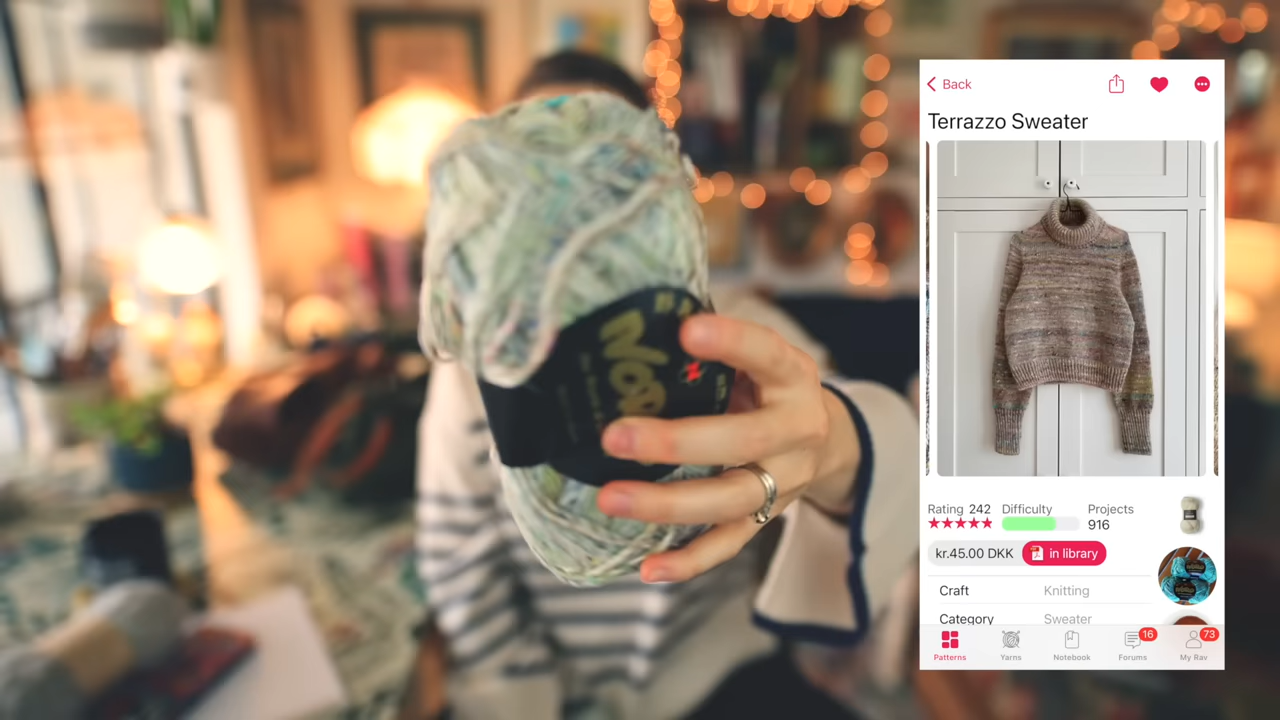 Back
Terrazzo Sweater
Rating 242
Difficulty
Projects
916
kr.45.00 DKK
in library
Craft Knitting
Category Sweater
16
73
Patterns
Yarns
Notebook
Forums
My Rav